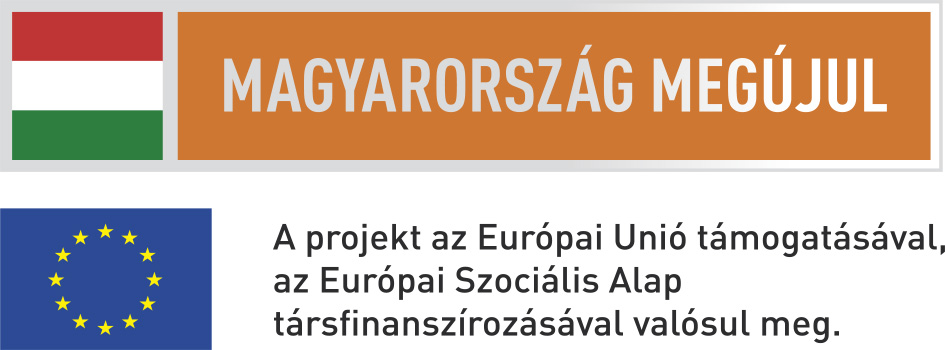 MAGYARORSZÁG MEGÚJUL
A projekt az Európai Unió támogatásával,
az Európai Szociális Alap
társfinanszírozásával valósul meg.